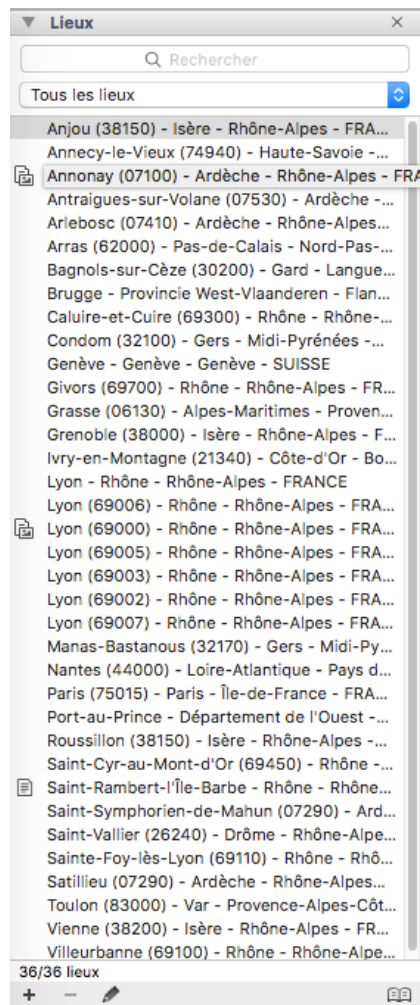 Lieux
Rechercher
Tous les lieux
Anjou (38150) - Isère - Rhône-Alpes - FRA...
Annecy-le-Vieux (74940) - Haute-Savoie -...
Annonay (07100) - Ardèche - Rhône-Alpes - FRA
Antraigues-sur-Volane (07530) - Ardèche -...
Arlebosc (07410) - Ardèche - Rhône-Alpes...
Arras (62000) - Pas-de-Calais - Nord-Pas-...
Bagnols-sur-Cèze (30200) - Gard - Langue...
Brugge - Provincie West-Vlaanderen - Flan...
Caluire-et-Cuire (69300) - Rhône - Rhône-...
Condom (32100) - Gers - Midi-Pyrénées -...
Genève - Genève - Genève - SUISSE
Givors (69700) - Rhône - Rhône-Alpes - FR...
Grasse (06130) - Alpes-Maritimes - Proven...
Grenoble (38000) - Isère - Rhône-Alpes - F...
Ivry-en-Montagne (21340) - Côte-d'Or - Bo...
Lyon - Rhône - Rhône-Alpes - FRANCE
Lyon (69006) - Rhône - Rhône-Alpes - FRA...
Lyon (69000) - Rhône - Rhône-Alpes - FRA...
Lyon (69005) - Rhône - Rhône-Alpes - FRA...
Lyon (69003) - Rhône - Rhône-Alpes - FRA...
Lyon (69002) - Rhône - Rhône-Alpes - FRA...
Lyon (69007) - Rhône - Rhône-Alpes - FRA...
Manas-Bastanous (32170) - Gers - Midi-Py...
Nantes (44000) - Loire-Atlantique - Pays d...
Paris (75015) - Paris - Île-de-France - FRA...
Port-au-Prince - Département de l'Ouest -...
Roussillon (38150) - Isère - Rhône-Alpes -...
Saint-Cyr-au-Mont-d'Or (69450) - Rhône -...
Saint-Rambert-l'Île-Barbe - Rhône - Rhône...
Saint-Symphorien-de-Mahun (07290) - Ard...
Saint-Vallier (26240) - Drôme - Rhône-Alpe...
Sainte-Foy-lès-Lyon (69110) - Rhône - Rhô...
Satillieu (07290) - Ardèche - Rhône-Alpes...
Toulon (83000) - Var - Provence-Alpes-Côt...
Vienne (38200) - Isère - Rhône-Alpes - FR...
Villeurbanne (69100) - Rhône - Rhône-Alpe...
36/36 lieux